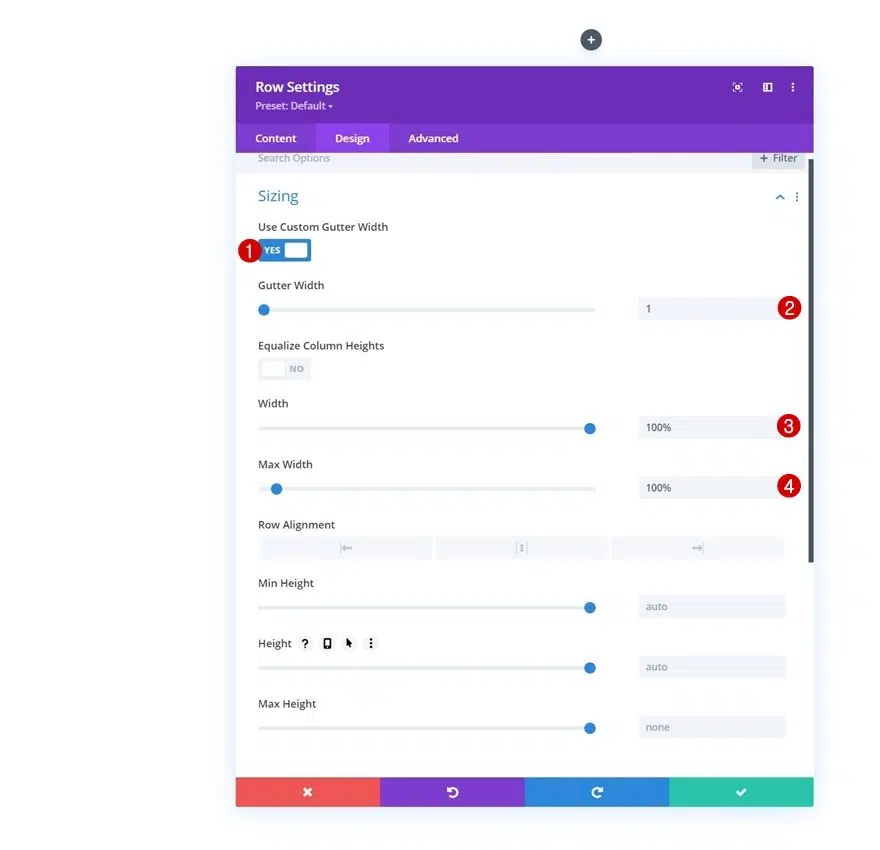 +
Row Settings
Preset: Default
Content Design Advanced
Search Options + Filter
Sizing
Use Custom Gutter Width
1 YES
Gutter Width
1 2
Equalize Column Heights
NO
Width
100% 3
Max Width
100% 4
Row Alignment
Min Height
auto
Height ?
auto
Max Height
none